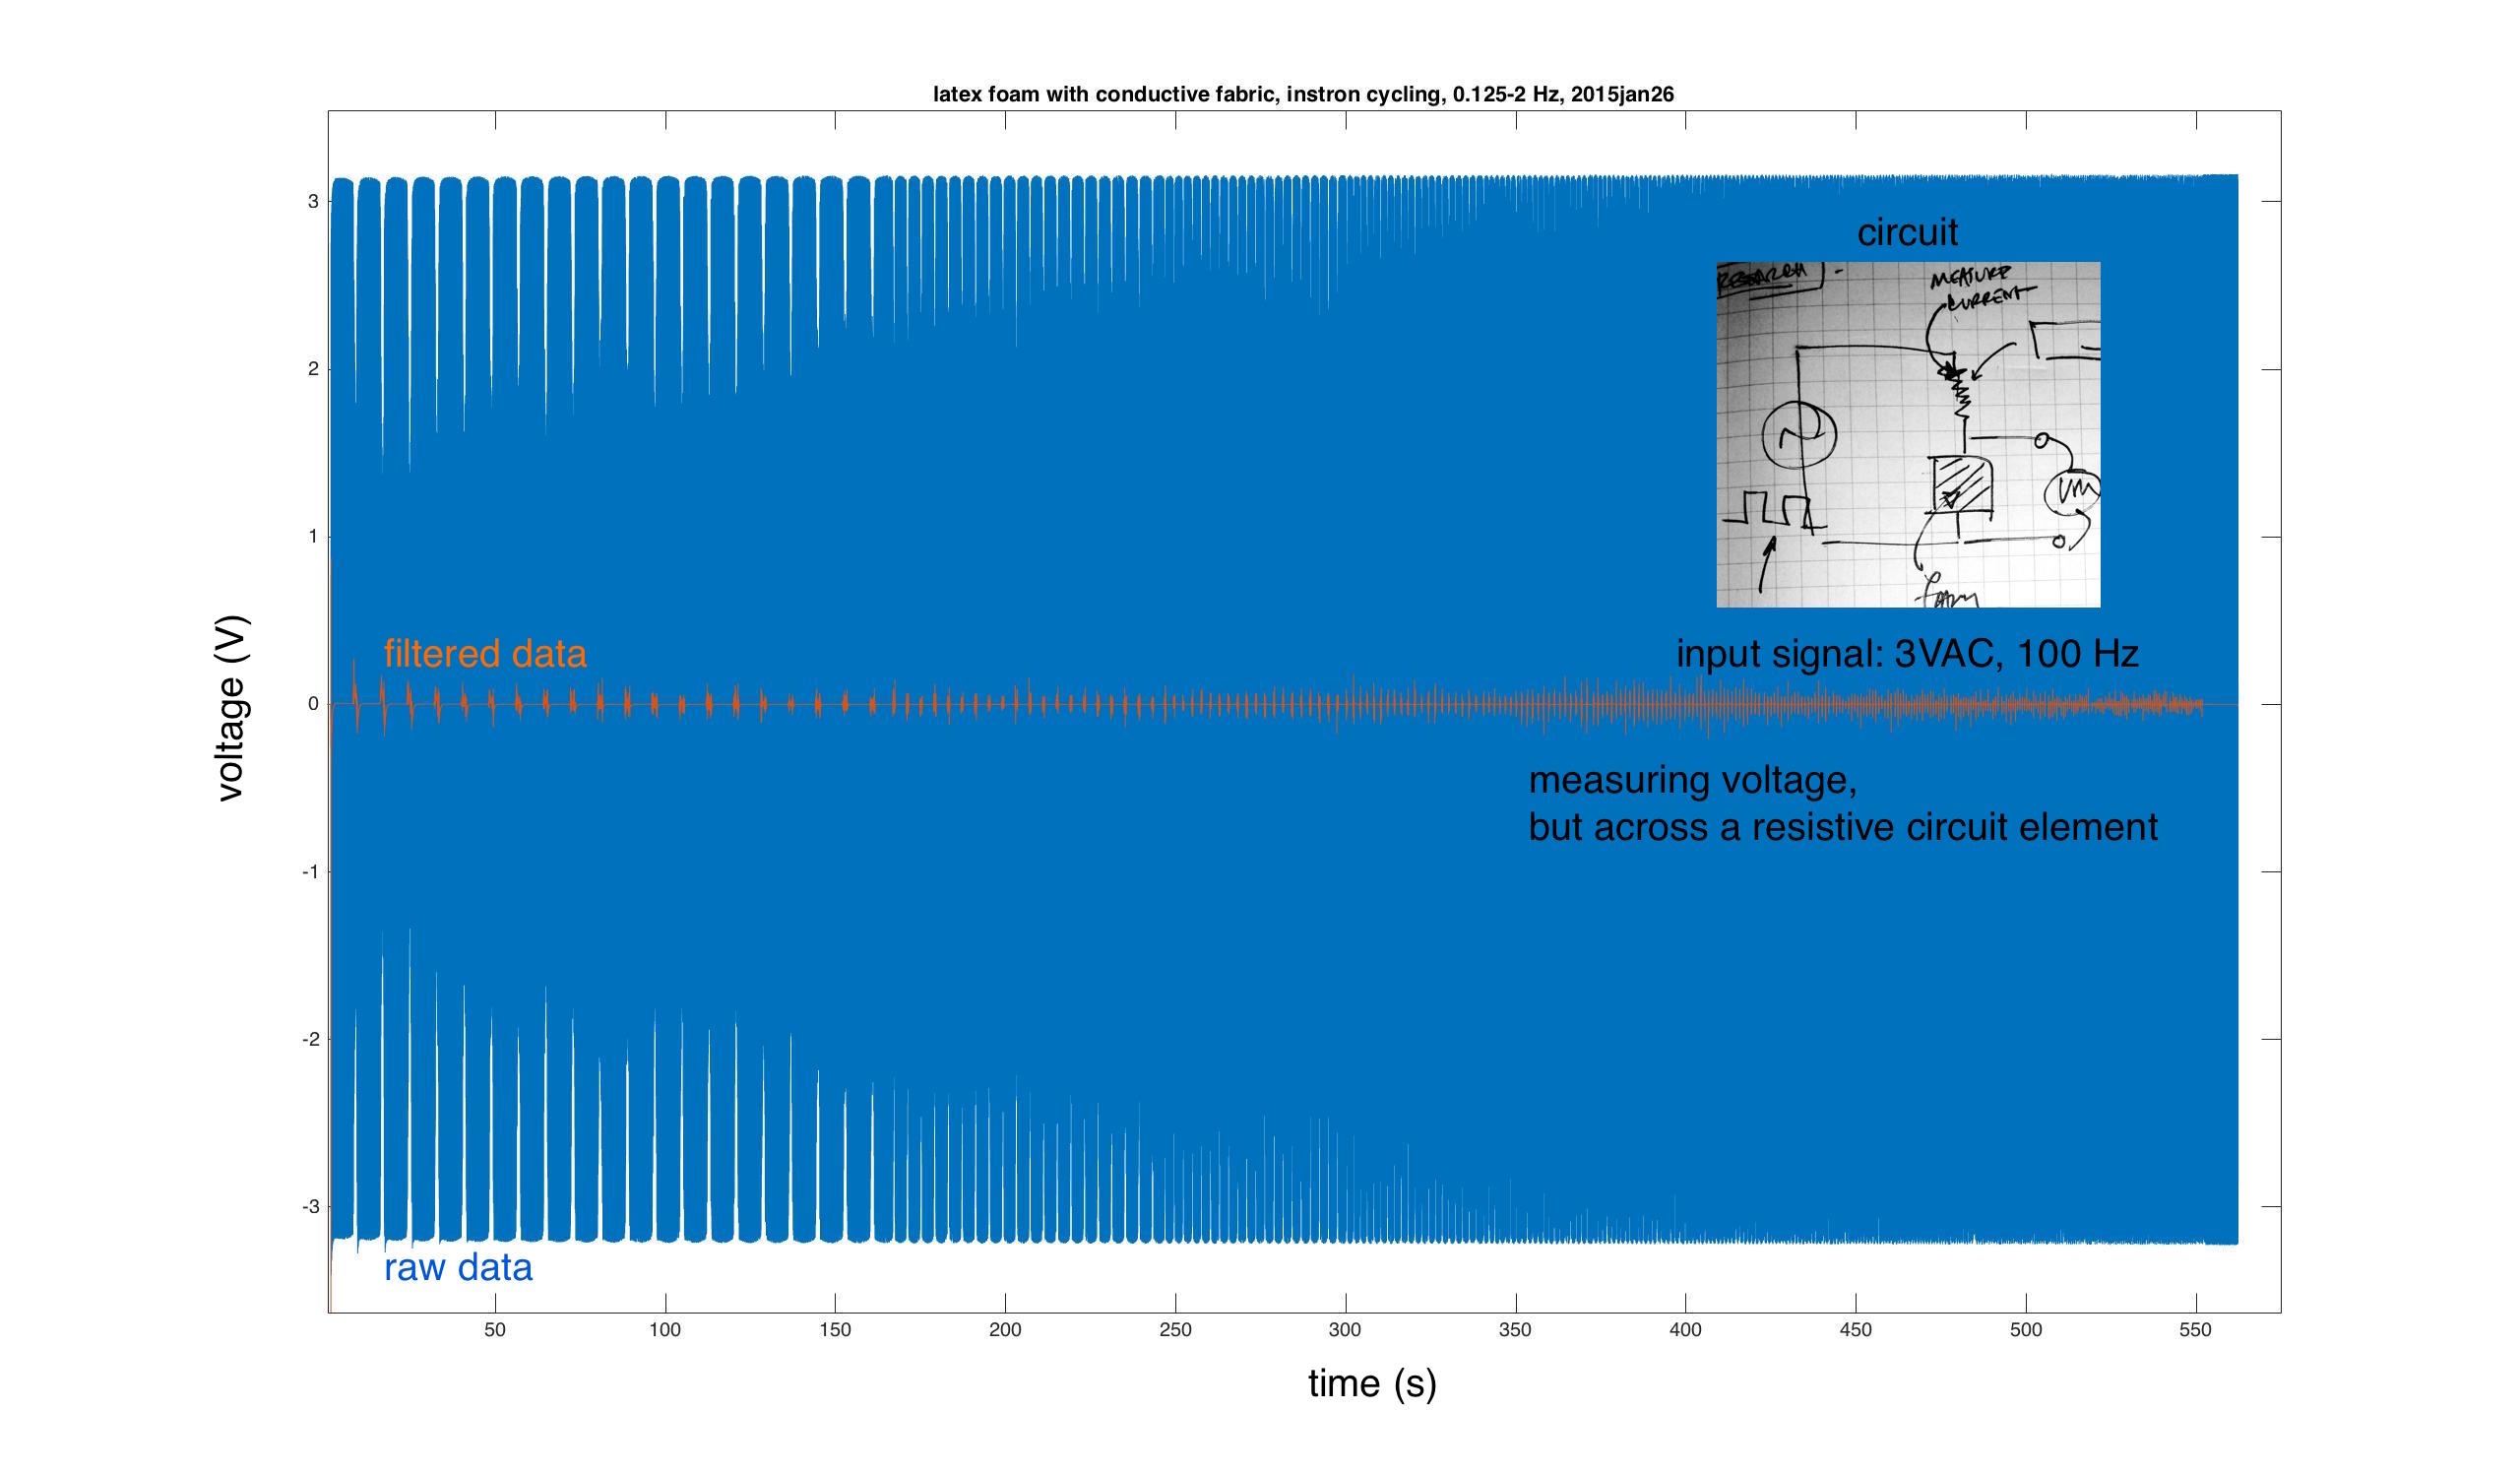 latex foam with conductive fabric, instron cycling, 0.125-2 Hz, 2015jan26
3
2
1
0
-1
-2
-3
voltage (V)
filtered data
raw data
circuit
RESEARCH
MEASURE
CURRENT
VM
foam
input signal: 3VAC, 100 Hz
measuring voltage,
but across a resistive circuit element
50 100 150 200 250 300 350 400 450 500 550
time (s)